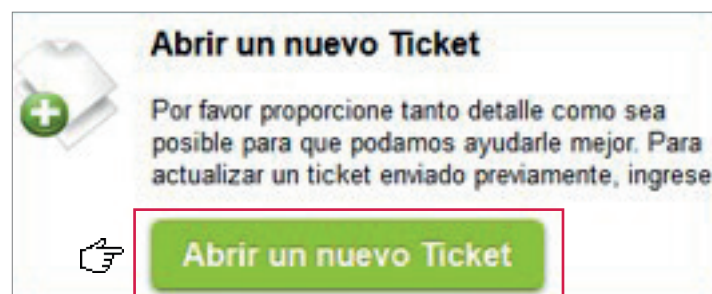 Abrir un nuevo Ticket
Por favor proporcione tanto detalle como sea
posible para que podamos ayudarle mejor. Para
actualizar un ticket enviado previamente, ingrese
Abrir un nuevo Ticket